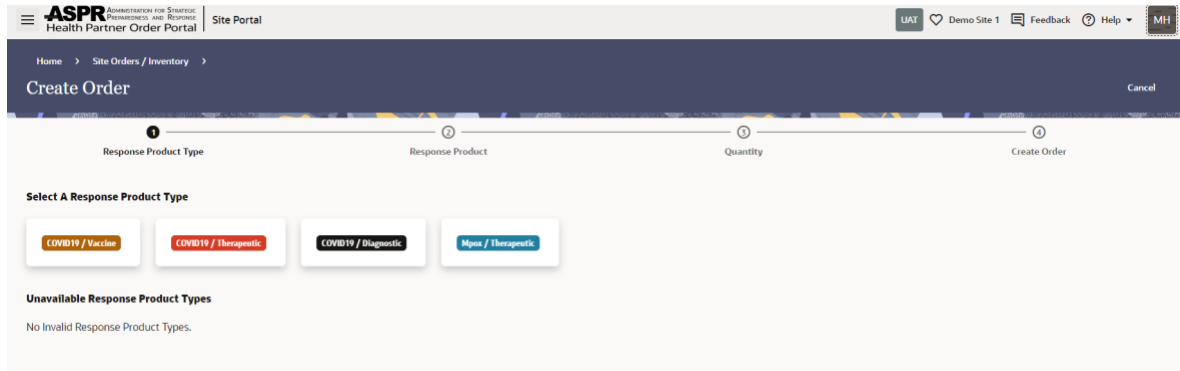 ASPR ADMINISTRATION FOR STRATEGIC PREPAREDNESS AND RESPONSE
Health Partner Order Portal
Site Portal
UAT Demo Site 1 Feedback Help MH
Home > Site Orders / Inventory >
Create Order
Cancel
1 2 3 4
Response Product Type Response Product Quantity Create Order
Select A Response Product Type
COVID19 / Vaccine COVID19 / Therapeutic COVID19 / Diagnostic Mpox / Therapeutic
Unavailable Response Product Types
No Invalid Response Product Types.